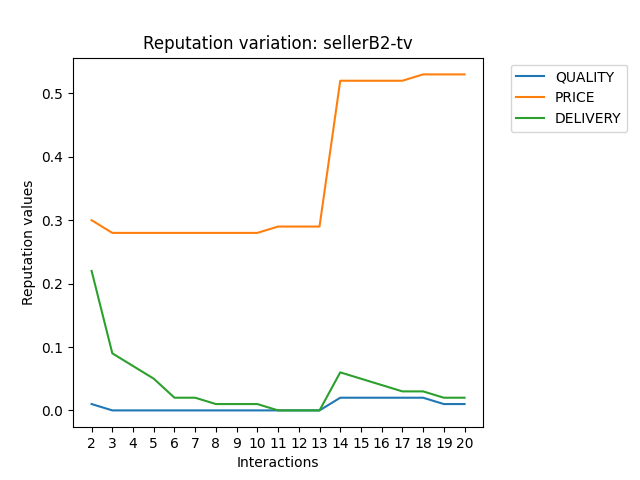 Reputation variation: sellerB2-tv
QUALITY
PRICE
DELIVERY
Reputation values
0.5
0.4
0.3
0.2
0.1
0.0
2 3 4 5 6 7 8 9 10 11 12 13 14 15 16 17 18 19 20
Interactions